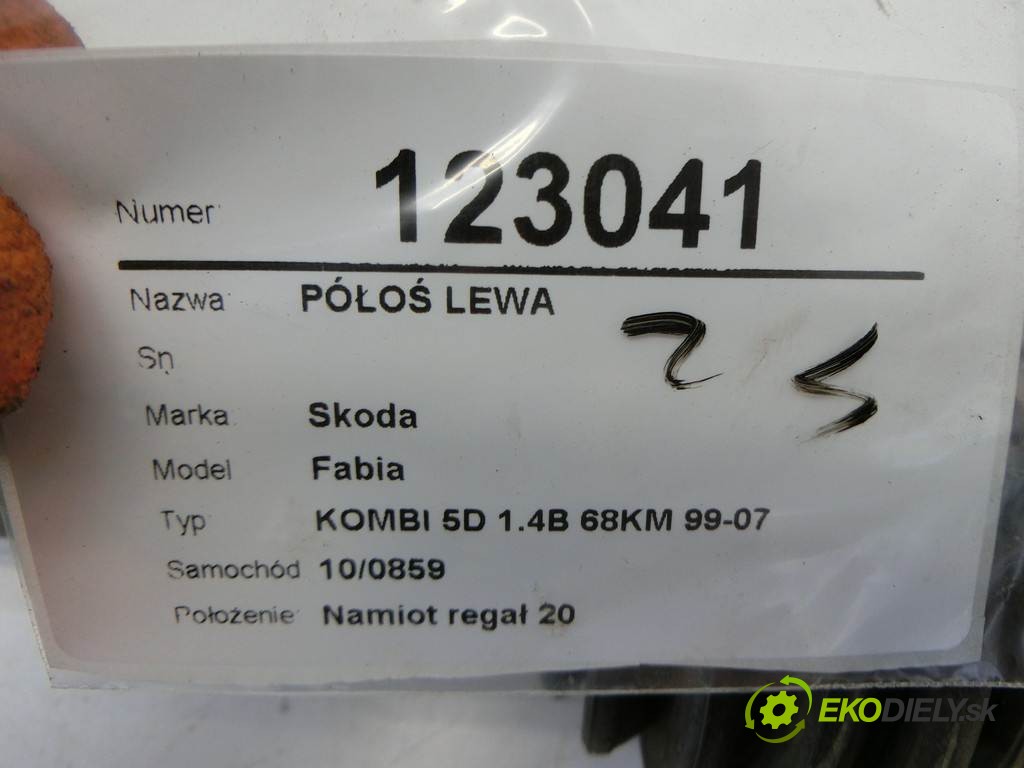 Numer 123041
Nazwa PÓŁOŚ LEWA
Sn
Marka Skoda
Model Fabia
Typ KOMBI 5D 1.4B 68KM 99-07
Samochód 10/0859
Położenie Namiot regał 20
EKODIELY.sk